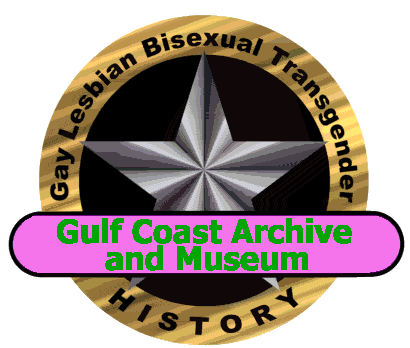 Gay Lesbian Bisexual Transgender
Gulf Coast Archive
and Museum
HISTORY